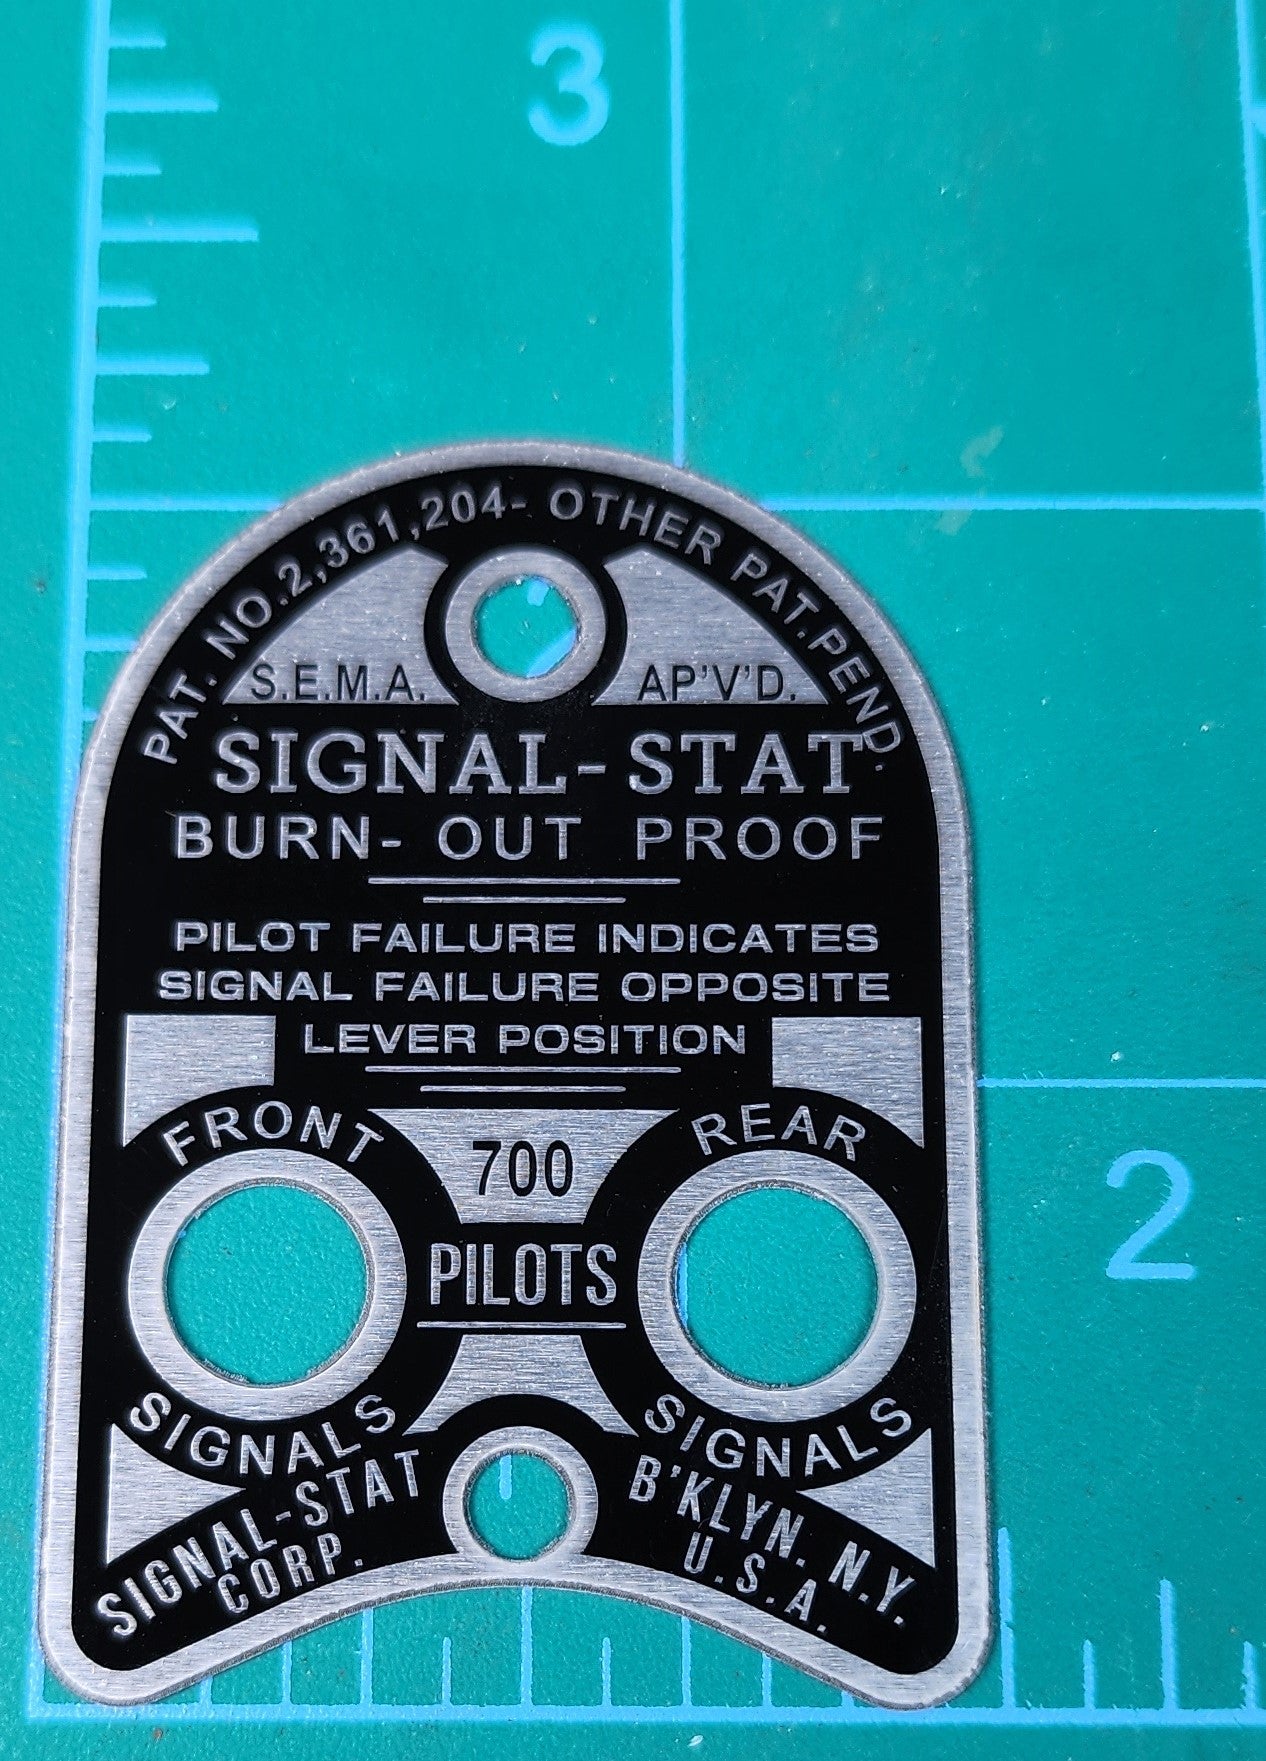 3
PAT. NO. 2,361,204- OTHER PAT. PEND.
S.E.M.A. AP'V'D.
SIGNAL-STAT
BURN-OUT PROOF
PILOT FAILURE INDICATES
SIGNAL FAILURE OPPOSITE
LEVER POSITION
FRONT
REAR
700
PILOTS
2
SIGNALS
SIGNALS
SIGNAL-STAT
CORP.
B'KLYN. N.Y.
U.S.A.